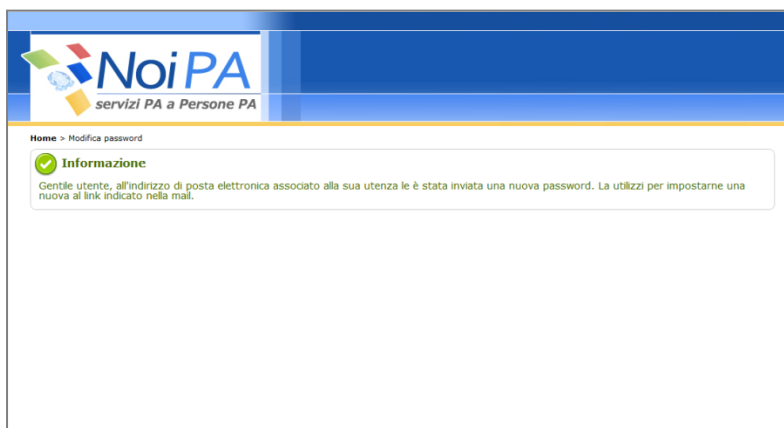 NoiPA
servizi PA a Persone PA
Home > Modifica password
Informazione
Gentile utente, all'indirizzo di posta elettronica associato alla sua utenza le è stata inviata una nuova password. La utilizzi per impostarne una
nuova al link indicato nella mail.